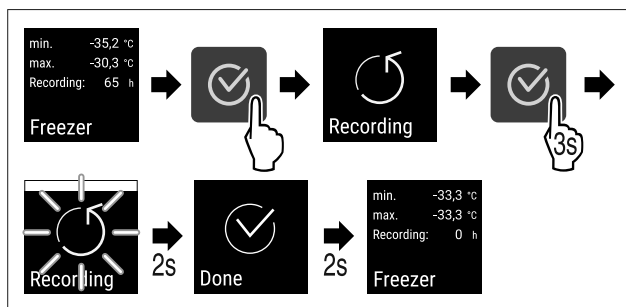 min. -35,2 °C
max. -30,3 °C
Recording: 65 h
Freezer
Recording
3s
Recording
2s
Done
2s
min. -33,3 °C
max. -33,3 °C
Recording: 0 h
Freezer